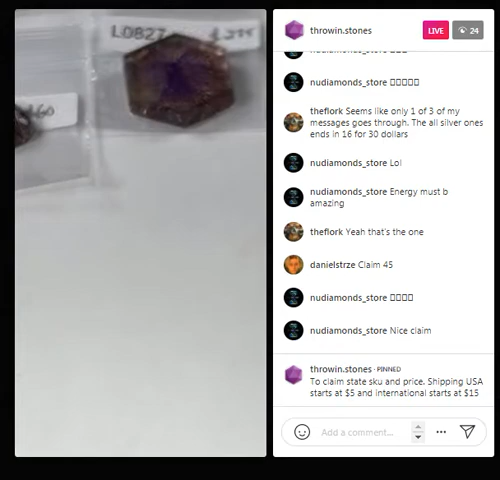 L0827
throwin.stones
LIVE
24
nudiamonds_store
nudiamonds_store
theflork Seems like only 1 of 3 of my
messages goes through. The all silver ones
ends in 16 for 30 dollars
nudiamonds_store Lol
nudiamonds_store Energy must b
amazing
theflork Yeah that's the one
danielstrze Claim 45
nudiamonds_store
nudiamonds_store Nice claim
throwin.stones · PINNED
To claim state sku and price. Shipping USA
starts at $5 and international starts at $15
Add a comment...